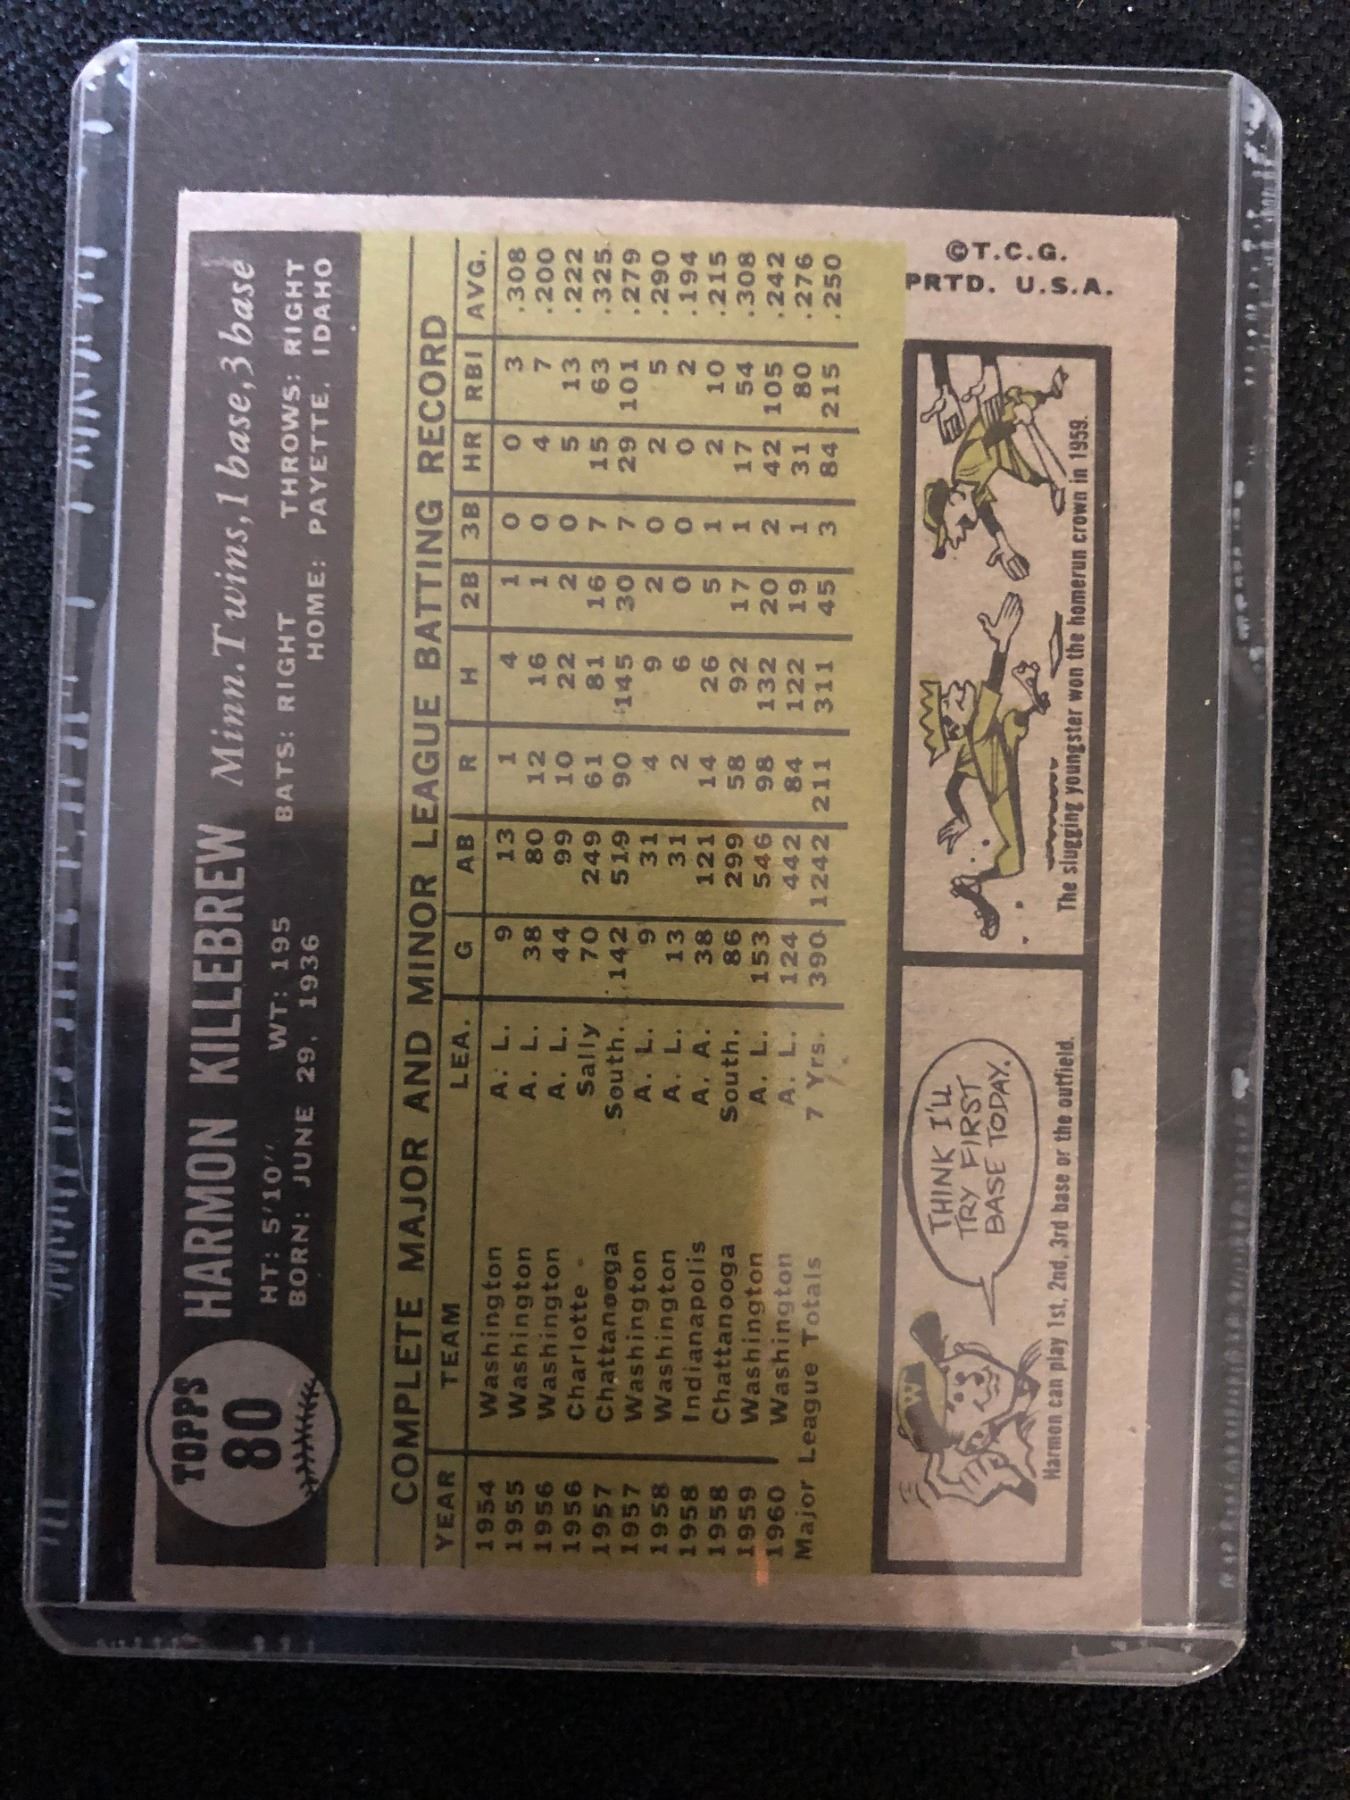 TOPPS
80
HARMON KILLEBREW Minn. Twins, 1 base, 3 base
HT: 5'10" WT: 195 BATS: RIGHT THROWS: RIGHT
BORN: JUNE 29, 1936 HOME: PAYETTE, IDAHO
COMPLETE MAJOR AND MINOR LEAGUE BATTING RECORD
YEAR TEAM LEA. G AB R H 2B 3B HR RBI AVG.
1954 Washington A. L. 9 13 1 4 1 0 0 3 .308
1955 Washington A. L. 38 80 12 16 1 0 4 7 .200
1956 Washington A. L. 44 99 10 22 2 0 5 13 .222
1956 Charlotte Sally 70 249 61 81 16 7 15 63 .325
1957 Chattanooga South. 142 519 90 145 30 7 29 101 .279
1957 Washington A. L. 9 31 4 9 2 0 2 5 .290
1958 Washington A. L. 13 31 2 6 0 0 0 2 .194
1958 Indianapolis A. A. 38 121 14 26 5 1 2 10 .215
1958 Chattanooga South. 86 299 58 92 17 1 17 54 .308
1959 Washington A. L. 153 546 98 132 20 2 42 105 .242
1960 Washington A. L. 124 442 84 122 19 1 31 80 .276
Major League Totals 7 Yrs. 390 1242 211 311 45 3 84 215 .250
W
THINK I'LL
TRY FIRST
BASE TODAY.
Harmon can play 1st, 2nd, 3rd base or the outfield.
The slugging youngster won the homerun crown in 1959.
©T.C.G.
PRTD. U.S.A.